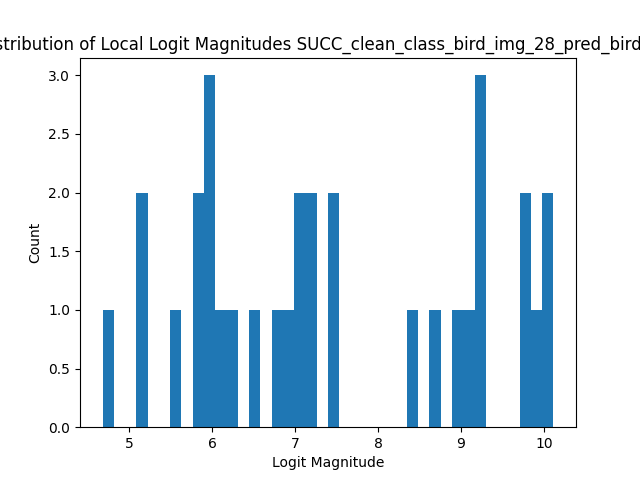 stribution of Local Logit Magnitudes SUCC_clean_class_bird_img_28_pred_bird
3.0
2.5
2.0
1.5
1.0
0.5
0.0
Count
5 6 7 8 9 10
Logit Magnitude